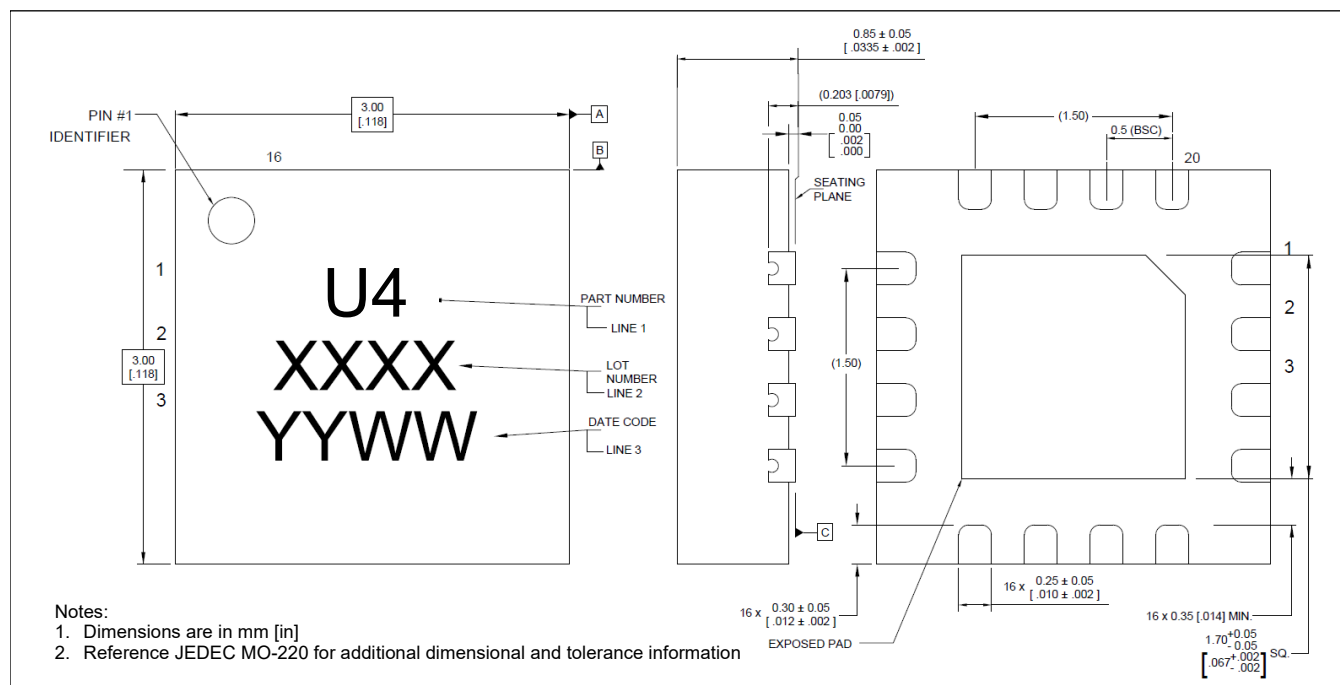 0.85 ± 0.05
[ .0335 ± .002 ]
3.00
[.118]
A
PIN #1
IDENTIFIER
(0.203 [.0079])
0.05
0.00
.002
.000
(1.50)
0.5 (BSC)
B
16
20
SEATING
PLANE
1
1
U4
PART NUMBER
LINE 1
2
2
3.00
[.118]
XXXX
LOT
NUMBER
LINE 2
(1.50)
3
3
YYWW
DATE CODE
LINE 3
C
16 x 0.30 ± 0.05
[ .012 ± .002 ]
16 x 0.25 ± 0.05
[ .010 ± .002 ]
16 x 0.35 [.014] MIN.
EXPOSED PAD
1.70 +0.05
- 0.05
[.067 +.002
- .002] SQ.
Notes:
1. Dimensions are in mm [in]
2. Reference JEDEC MO-220 for additional dimensional and tolerance information